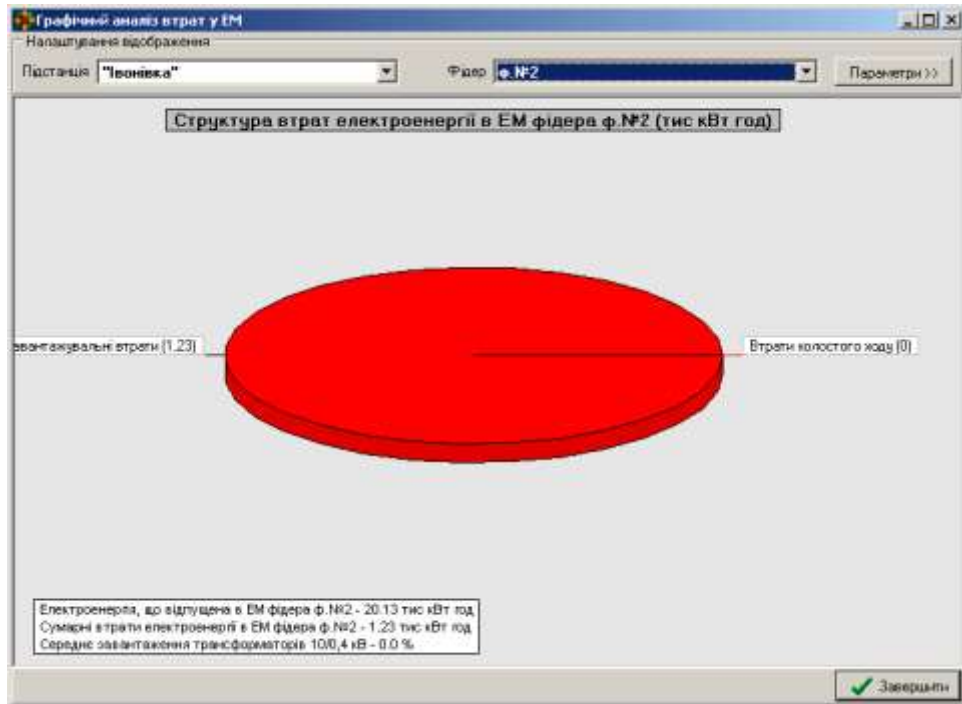 Графічний аналіз втрат у ЕМ
Налаштування відображення
Підстанція "Івонівка" Фідер ф.№2 Параметри >>
Структура втрат електроенергії в ЕМ фідера ф.№2 (тис кВт год)
авантажувальні втрати (1,23) Втрати холостого ходу (0)
Електроенергія, що відпущена в ЕМ фідера ф.№2 - 20.13 тис кВт год
Сумарні втрати електроенергії в ЕМ фідера ф.№2 - 1,23 тис кВт год
Середнє завантаження трансформаторів 10/0,4 кВ - 0.0 %
Завершити